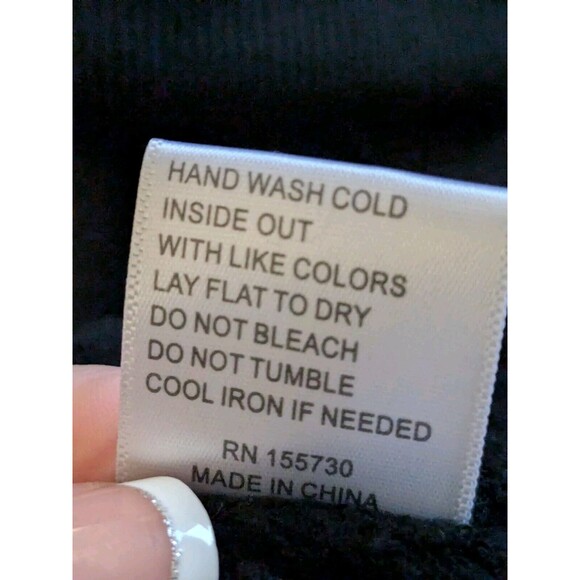 HAND WASH COLD
INSIDE OUT
WITH LIKE COLORS
LAY FLAT TO DRY
DO NOT BLEACH
DO NOT TUMBLE
COOL IRON IF NEEDED
RN 155730
MADE IN CHINA